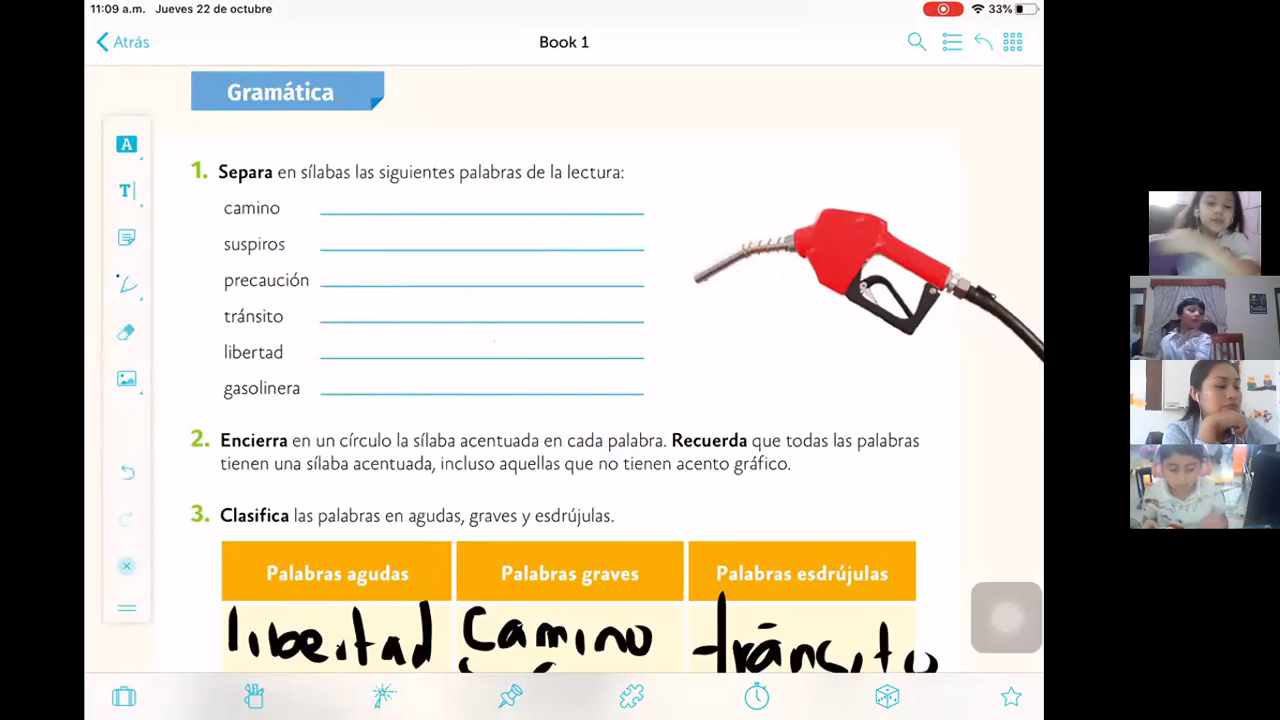 11:09 a.m. Jueves 22 de octubre 33%
Atrás Book 1
Gramática
1. Separa en sílabas las siguientes palabras de la lectura:
camino
suspiros
precaución
tránsito
libertad
gasolinera
2. Encierra en un círculo la sílaba acentuada en cada palabra. Recuerda que todas las palabras
tienen una sílaba acentuada, incluso aquellas que no tienen acento gráfico.
3. Clasifica las palabras en agudas, graves y esdrújulas.
Palabras agudas Palabras graves Palabras esdrújulas
libertad camino tránsito
A
T